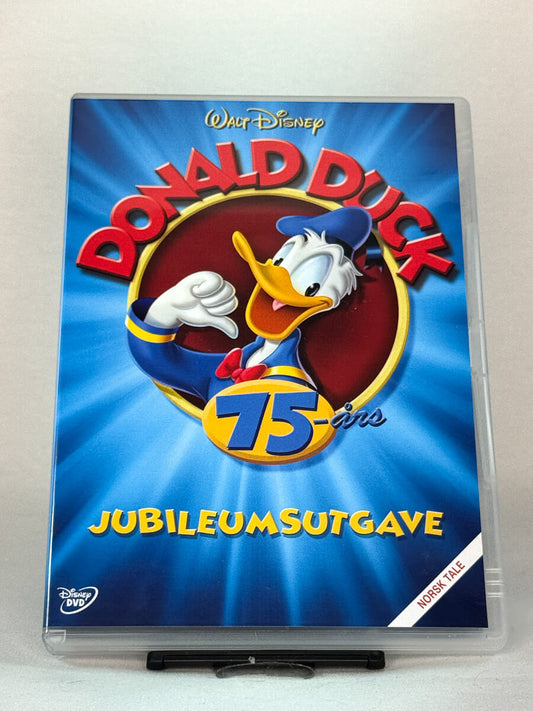 WALT DISNEY
DONALD DUCK
75-års
JUBILEUMSUTGAVE
DISNEY
DVD
NORSK TALE